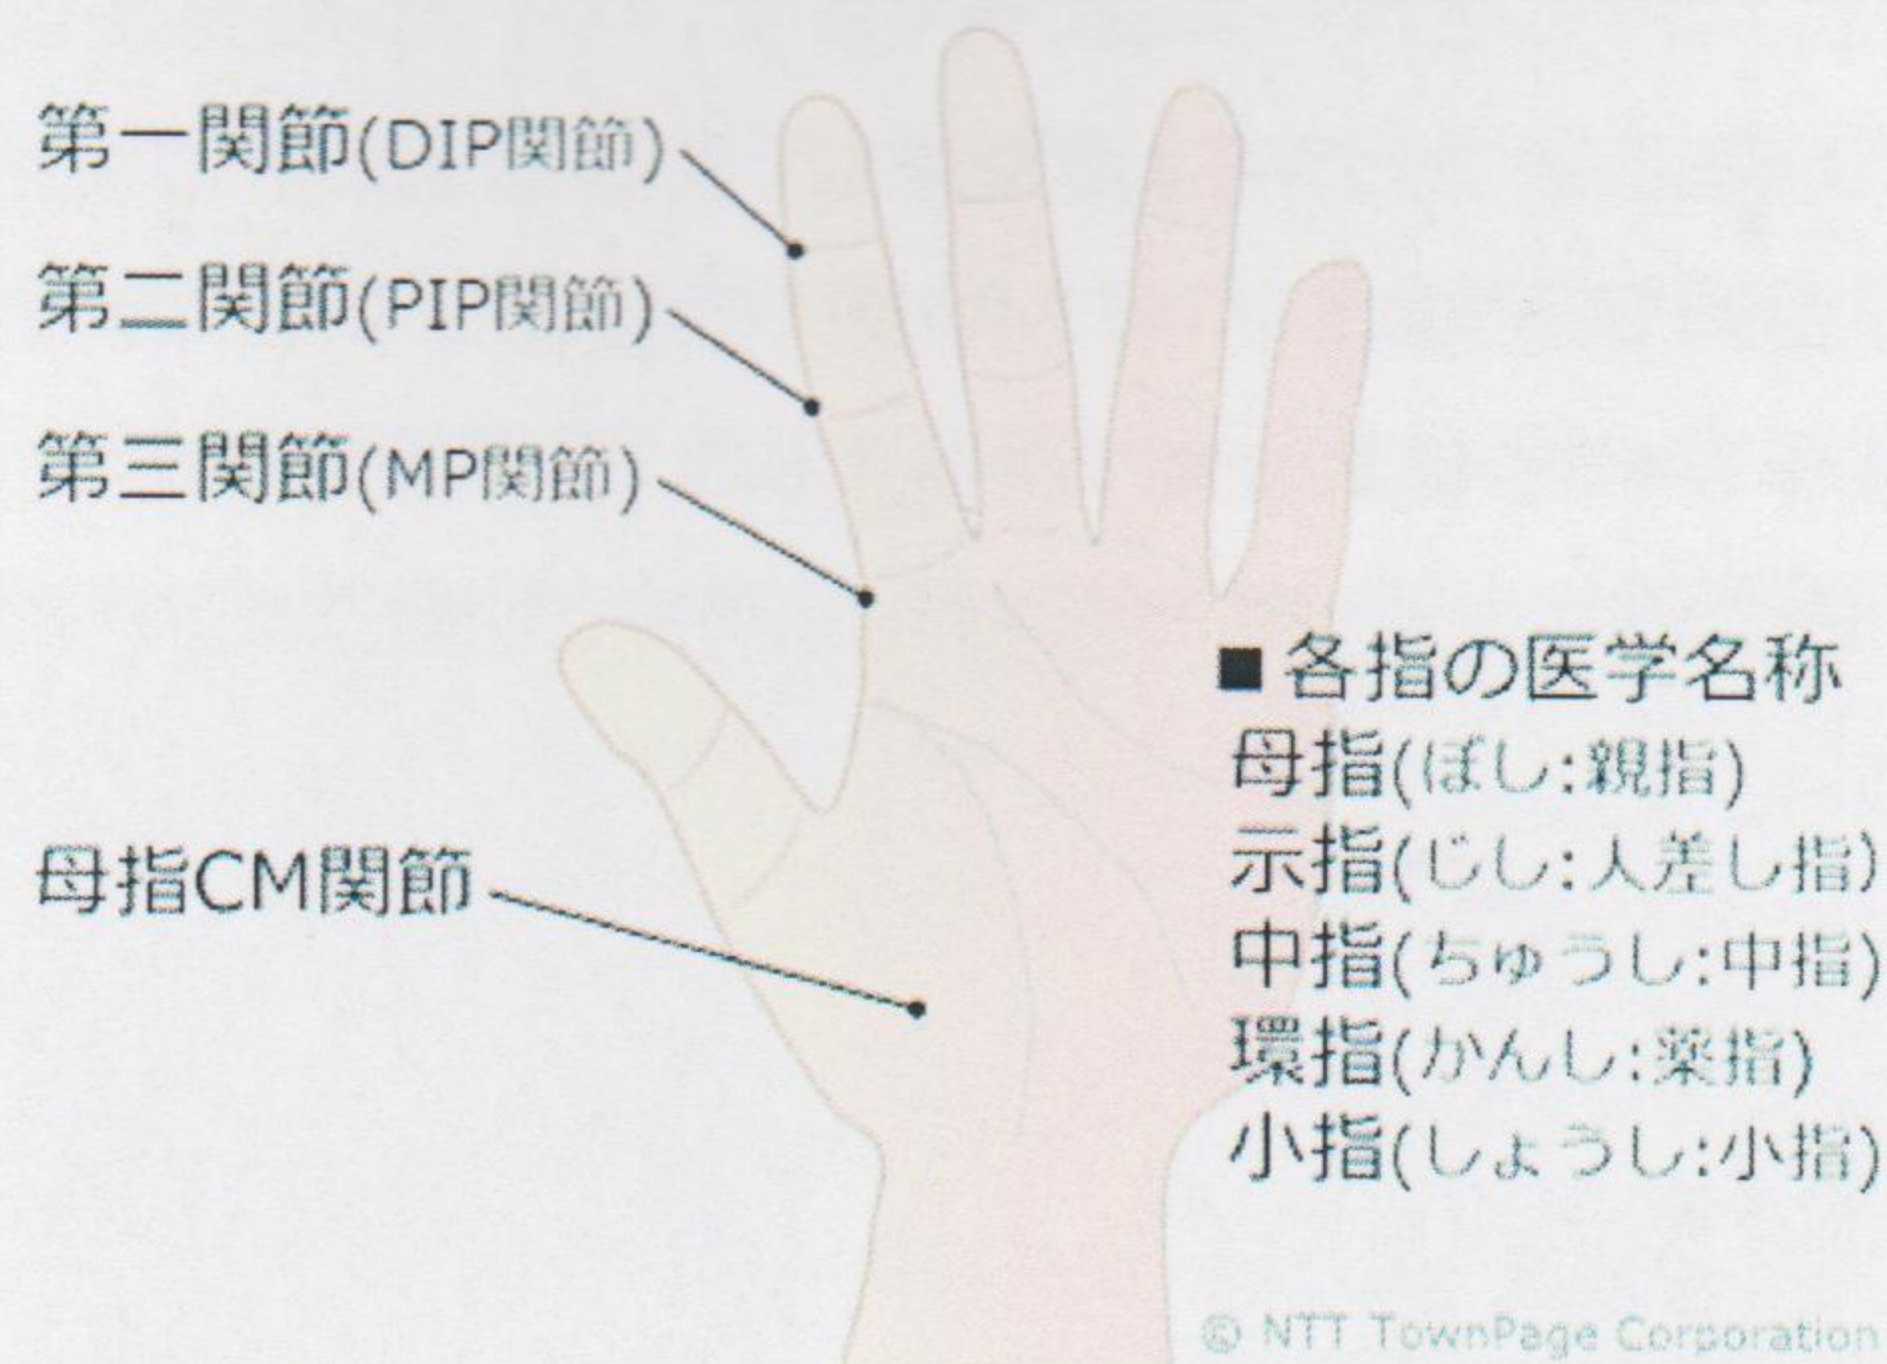 第一関節(DIP関節)
第二関節(PIP関節)
第三関節(MP関節)
母指CM関節
■各指の医学名称
母指(ぼし:親指)
示指(じし:人差し指)
中指(ちゅうし:中指)
環指(かんし:薬指)
小指(しょうし:小指)
© NTT TownPage Corporation